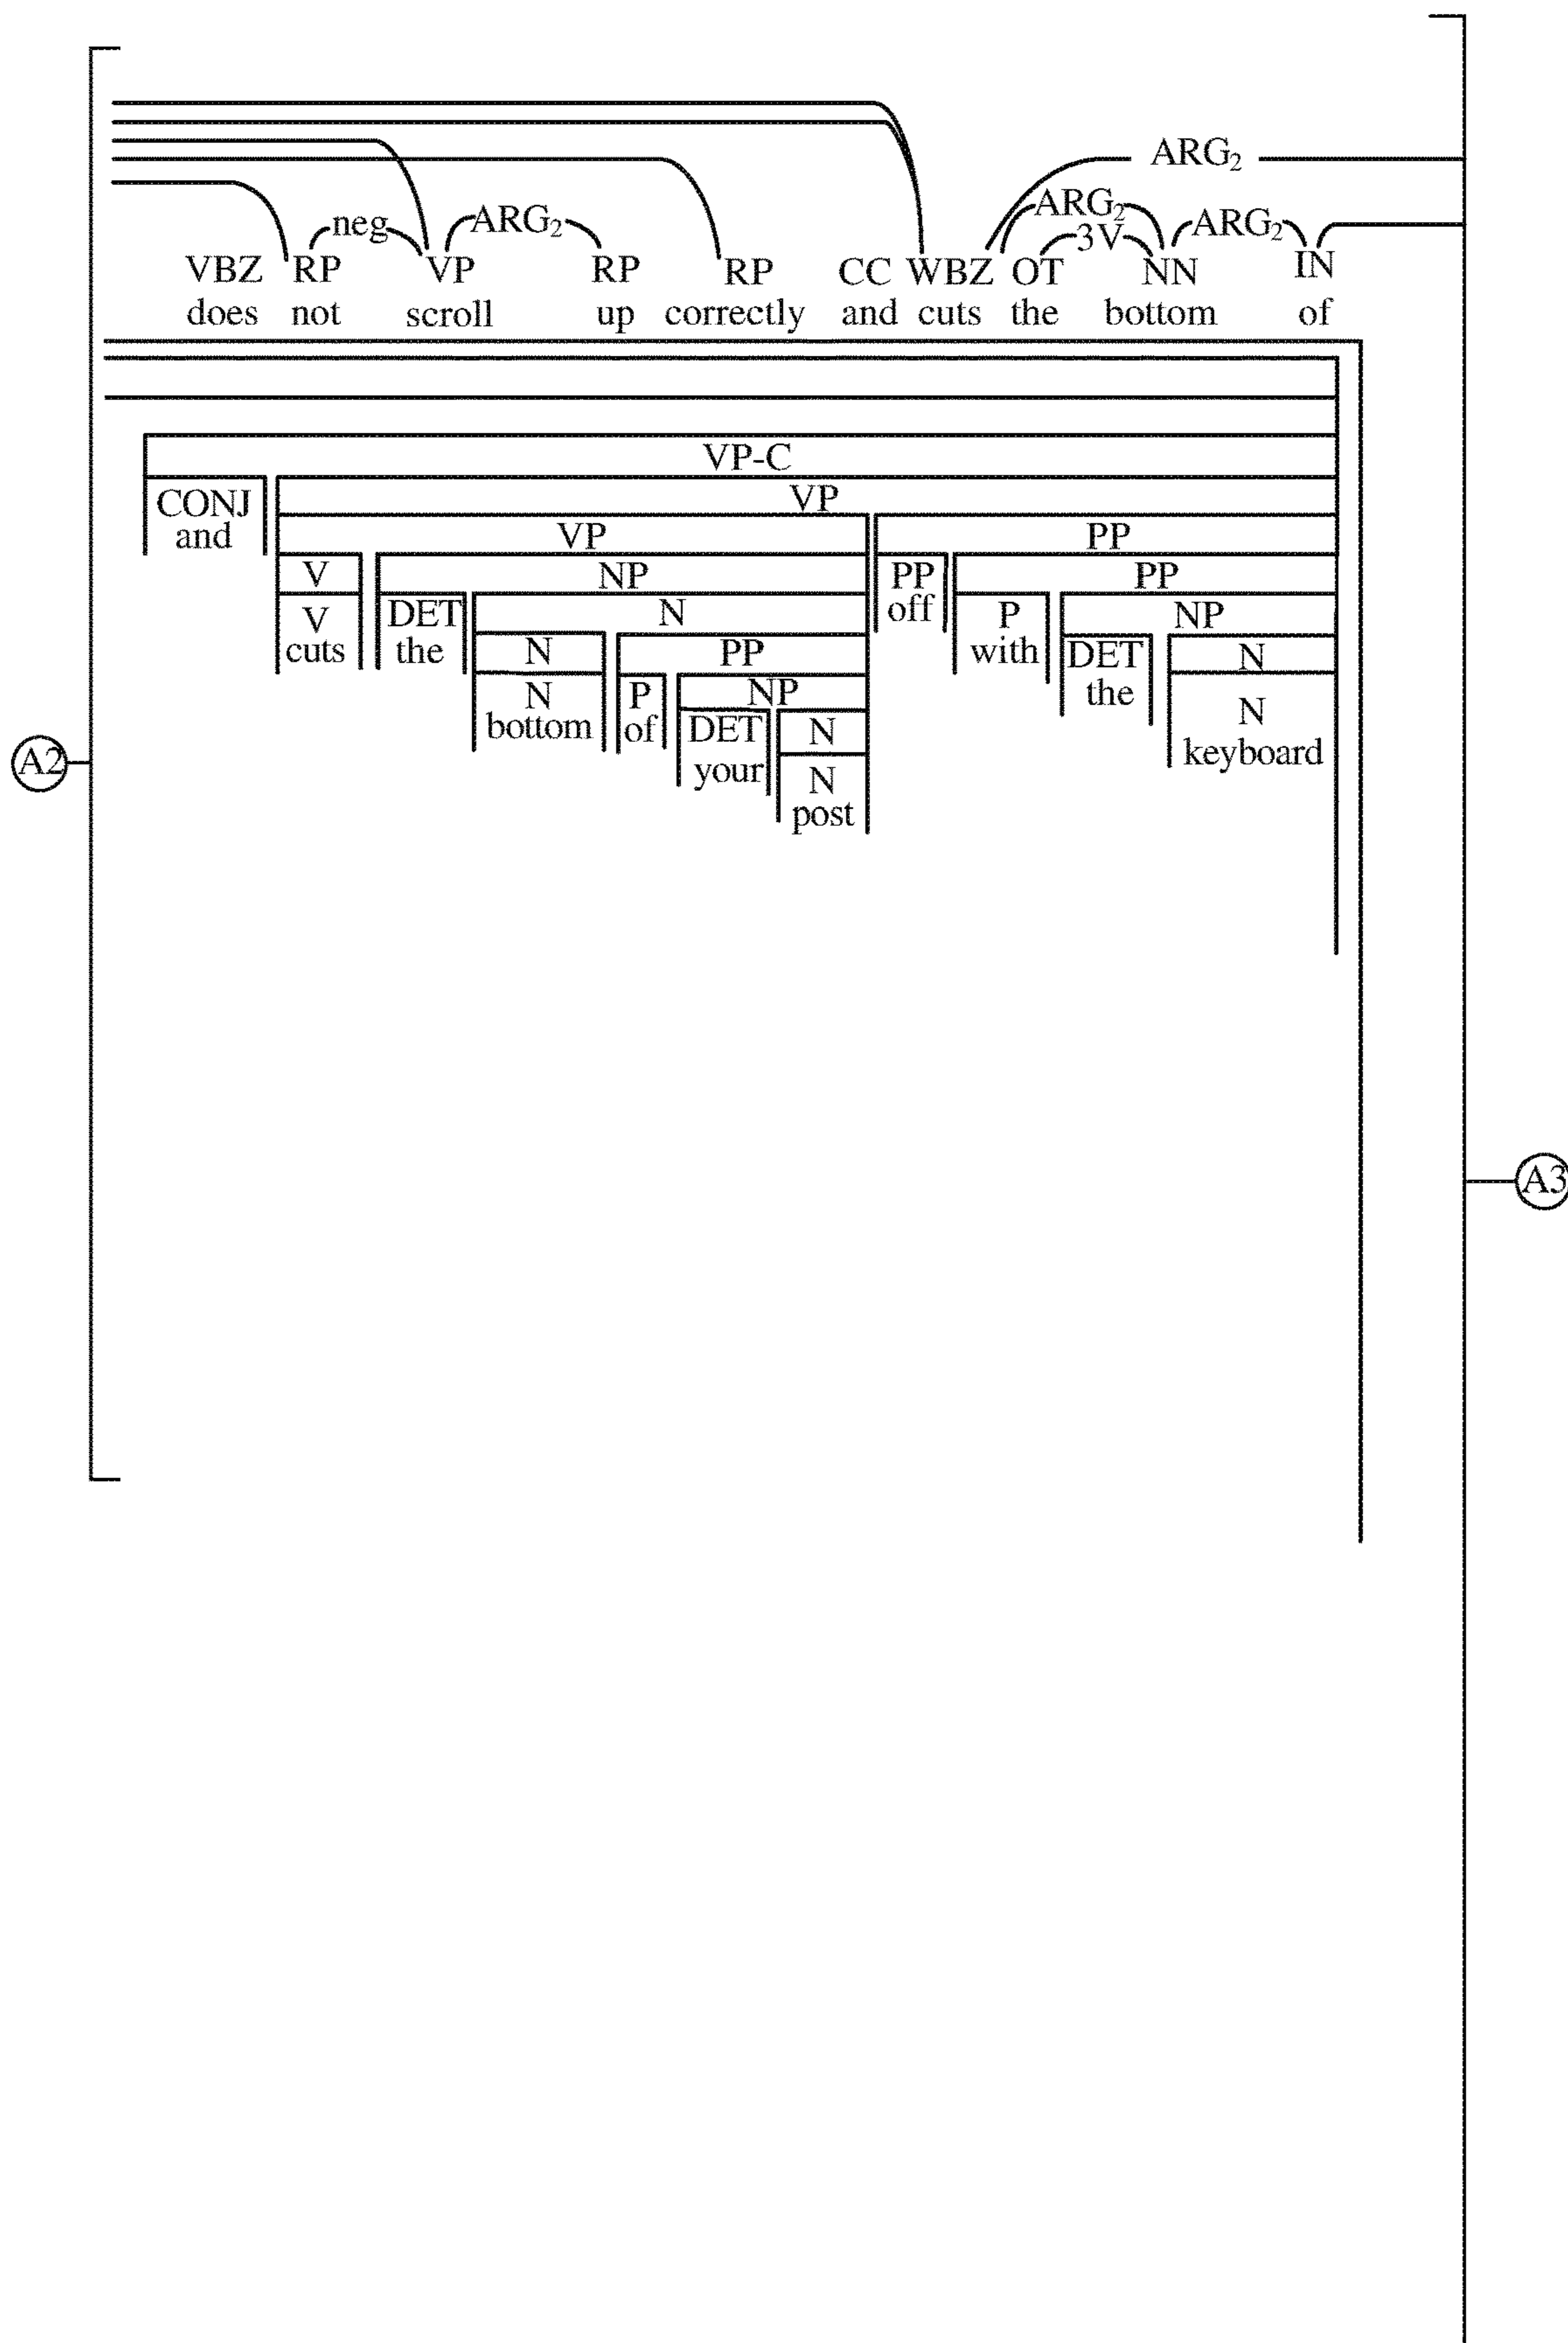 ARG2
neg ARG2 ARG2 3V ARG2
VBZ RP VP RP RP CC WBZ OT NN IN
does not scroll up correctly and cuts the bottom of
VP-C
CONJ VP
and VP PP
V NP PP PP
V DET N off P NP
cuts the N PP with DET N
N P NP the N
bottom of DET N keyboard
your N
post
A2
A3